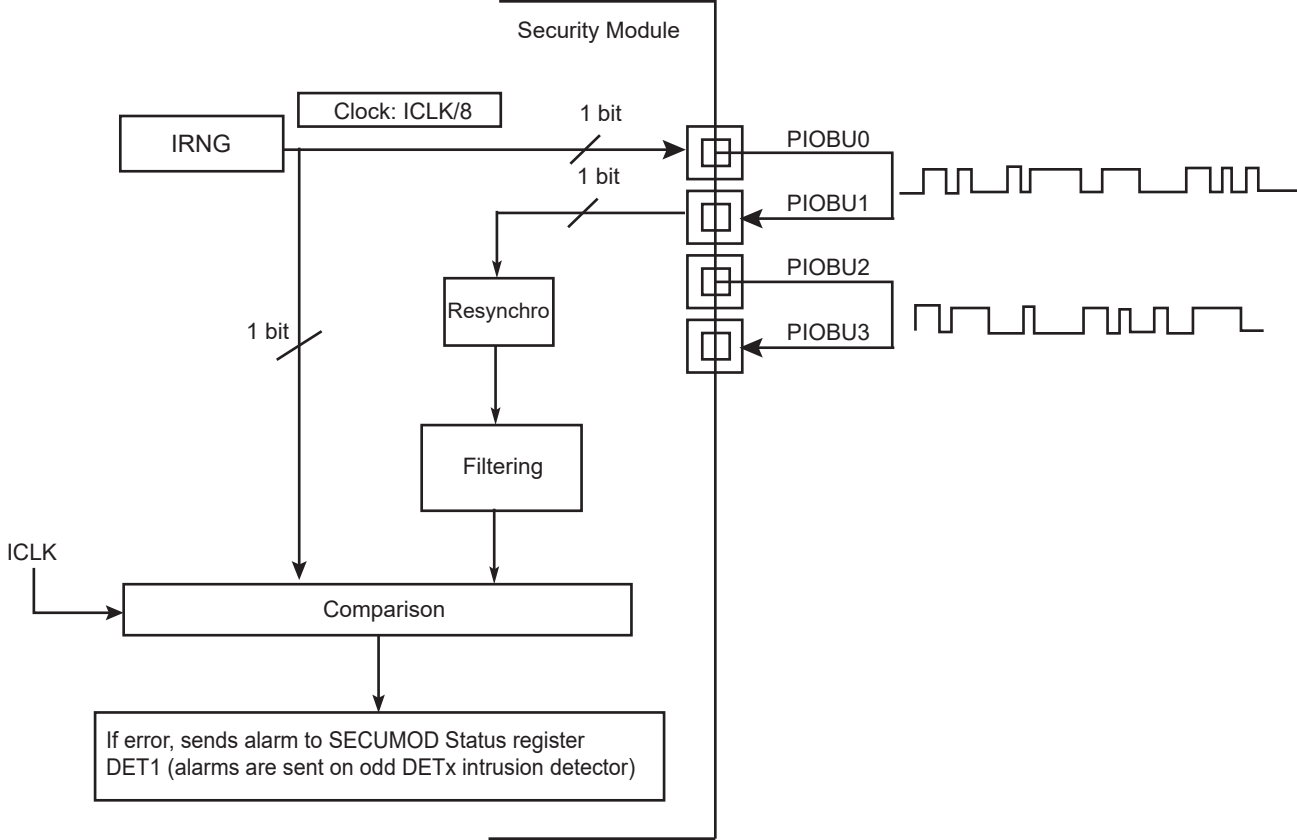 Security Module
Clock: ICLK/8
1 bit
IRNG
PIOBU0
1 bit
PIOBU1
PIOBU2
Resynchro
1 bit
PIOBU3
Filtering
ICLK
Comparison
If error, sends alarm to SECUMOD Status register
DET1 (alarms are sent on odd DETx intrusion detector)